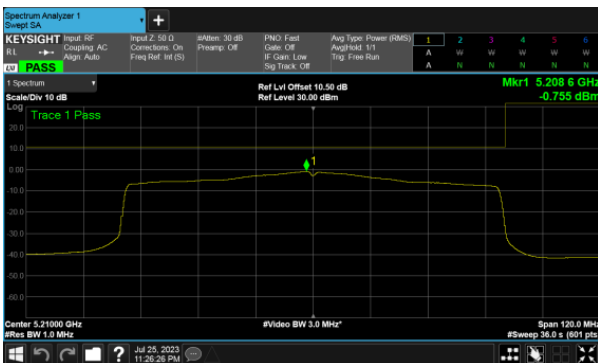 Spectrum Analyzer 1
Swept SA
+
KEYSIGHT
RL
LXI
PASS
Input: RF
Coupling: AC
Align: Auto
Input Z: 50 Ω
Corrections: On
Freq Ref: Int (S)
#Atten: 30 dB
Preamp: Off
PNO: Fast
Gate: Off
IF Gain: Low
Sig Track: Off
Avg Type: Power (RMS)
Avg|Hold: 1/1
Trig: Free Run
1 2 3 4 5 6
A W W W W W
A N N N N N
1 Spectrum
Scale/Div 10 dB
Ref Lvl Offset 10.50 dB
Ref Level 30.00 dBm
Mkr1 5.208 6 GHz
-0.755 dBm
Log
Trace 1 Pass
20.0
10.0
0.00
1
-10.0
-20.0
-30.0
-40.0
-50.0
-60.0
Center 5.21000 GHz
#Res BW 1.0 MHz
#Video BW 3.0 MHz*
Span 120.0 MHz
#Sweep 36.0 s (601 pts)
?
Jul 25, 2023
11:26:26 PM